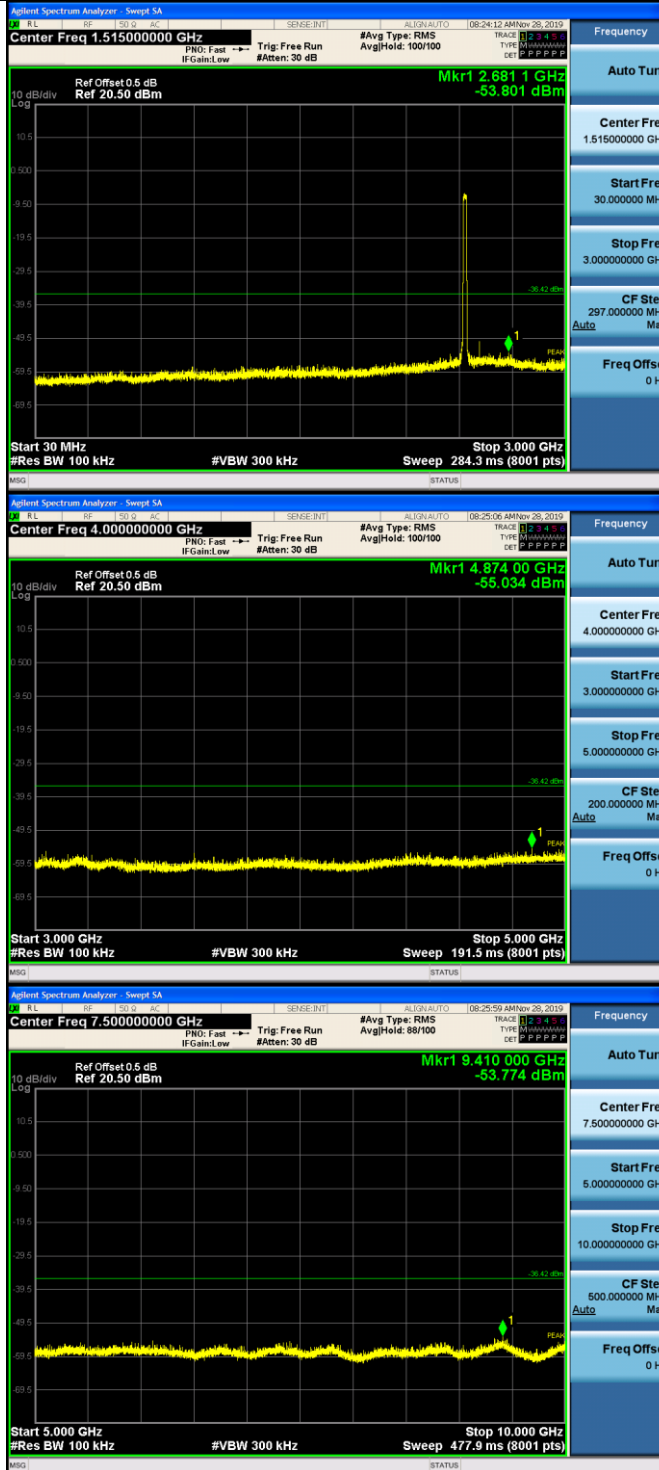 Agilent Spectrum Analyzer - Swept SA
RL RF 50 Ω AC SENSE:INT ALIGNAUTO 08:24:12 AM Nov 28, 2019
Center Freq 1.515000000 GHz
PNO: Fast Trig: Free Run
IFGain:Low #Atten: 30 dB
#Avg Type: RMS
Avg|Hold: 100/100
TRACE 1 2 3 4 5 6
TYPE M
DET P P P P P P
Mkr1 2.681 1 GHz
-53.801 dBm
Ref Offset 0.5 dB
10 dB/div Ref 20.50 dBm
Log
10.5
0.500
-9.50
-19.5
-29.5
-36.42 dBm
-39.5
-49.5
1
PEAK
-59.5
-69.5
Start 30 MHz Stop 3.000 GHz
#Res BW 100 kHz #VBW 300 kHz Sweep 284.3 ms (8001 pts)
MSG STATUS
Frequency
Auto Tun
Center Fre
1.515000000 GH
Start Fre
30.000000 MH
Stop Fre
3.000000000 GH
CF Ste
297.000000 MH
Auto Ma
Freq Offse
0 H
Agilent Spectrum Analyzer - Swept SA
RL RF 50 Ω AC SENSE:INT ALIGNAUTO 08:25:06 AM Nov 28, 2019
Center Freq 4.000000000 GHz
PNO: Fast Trig: Free Run
IFGain:Low #Atten: 30 dB
#Avg Type: RMS
Avg|Hold: 100/100
TRACE 1 2 3 4 5 6
TYPE M
DET P P P P P P
Mkr1 4.874 00 GHz
-55.034 dBm
Ref Offset 0.5 dB
10 dB/div Ref 20.50 dBm
Log
10.5
0.500
-9.50
-19.5
-29.5
-36.42 dBm
-39.5
-49.5
1
PEAK
-59.5
-69.5
Start 3.000 GHz Stop 5.000 GHz
#Res BW 100 kHz #VBW 300 kHz Sweep 191.5 ms (8001 pts)
MSG STATUS
Frequency
Auto Tun
Center Fre
4.000000000 GH
Start Fre
3.000000000 GH
Stop Fre
5.000000000 GH
CF Ste
200.000000 MH
Auto Ma
Freq Offse
0 H
Agilent Spectrum Analyzer - Swept SA
RL RF 50 Ω AC SENSE:INT ALIGNAUTO 08:25:59 AM Nov 28, 2019
Center Freq 7.500000000 GHz
PNO: Fast Trig: Free Run
IFGain:Low #Atten: 30 dB
#Avg Type: RMS
Avg|Hold: 88/100
TRACE 1 2 3 4 5 6
TYPE M
DET P P P P P P
Mkr1 9.410 000 GHz
-53.774 dBm
Ref Offset 0.5 dB
10 dB/div Ref 20.50 dBm
Log
10.5
0.500
-9.50
-19.5
-29.5
-36.42 dBm
-39.5
-49.5
1
PEAK
-59.5
-69.5
Start 5.000 GHz Stop 10.000 GHz
#Res BW 100 kHz #VBW 300 kHz Sweep 477.9 ms (8001 pts)
MSG STATUS
Frequency
Auto Tun
Center Fre
7.500000000 GH
Start Fre
5.000000000 GH
Stop Fre
10.000000000 GH
CF Ste
500.000000 MH
Auto Ma
Freq Offse
0 H